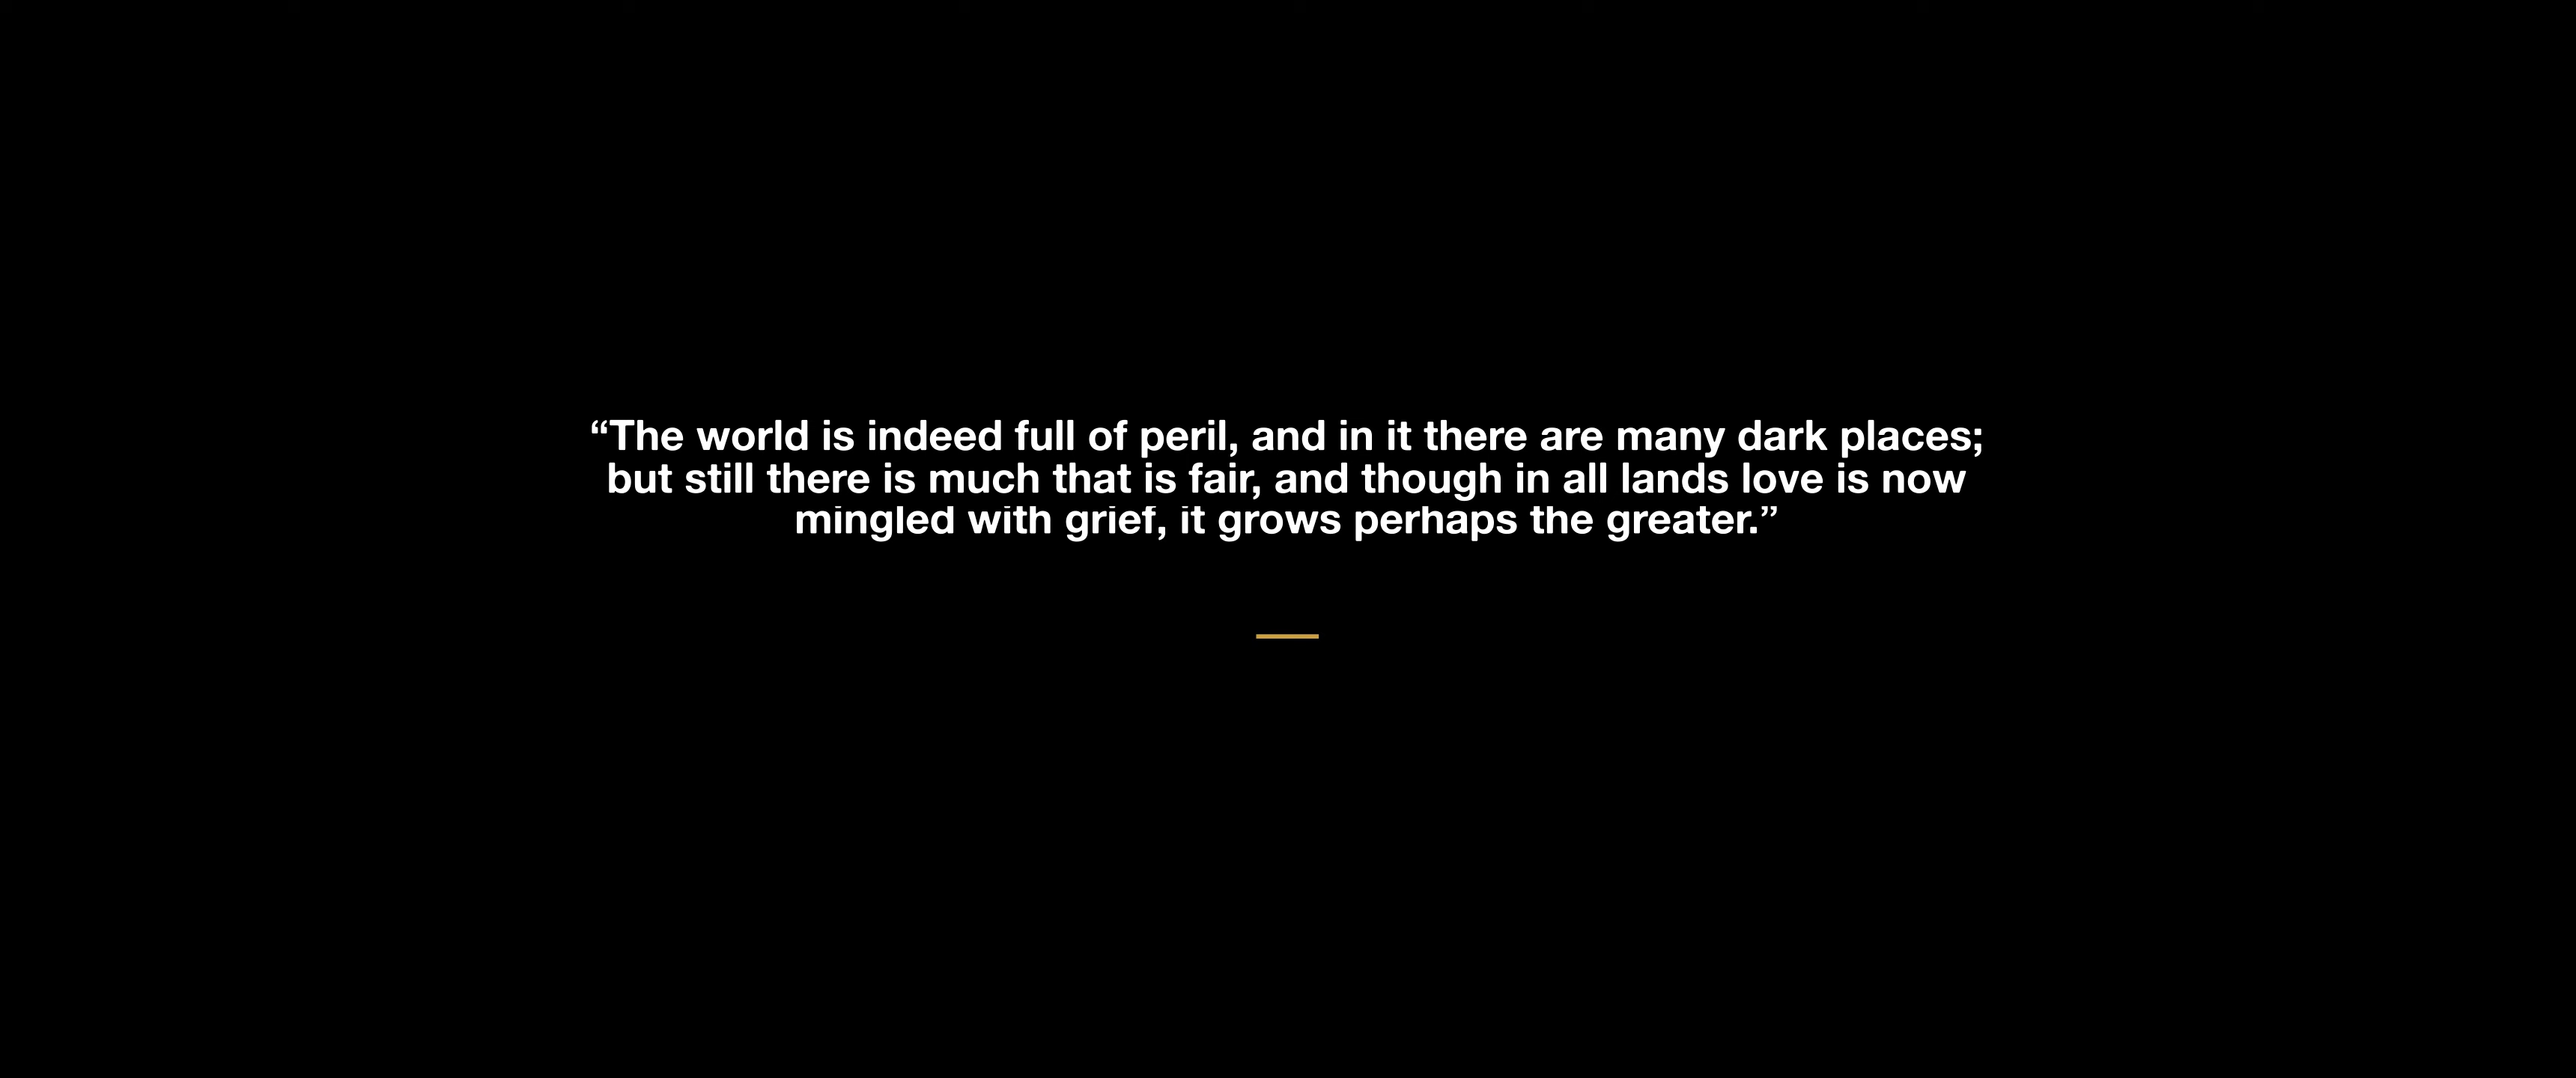 “The world is indeed full of peril, and in it there are many dark places;
but still there is much that is fair, and though in all lands love is now
mingled with grief, it grows perhaps the greater.”